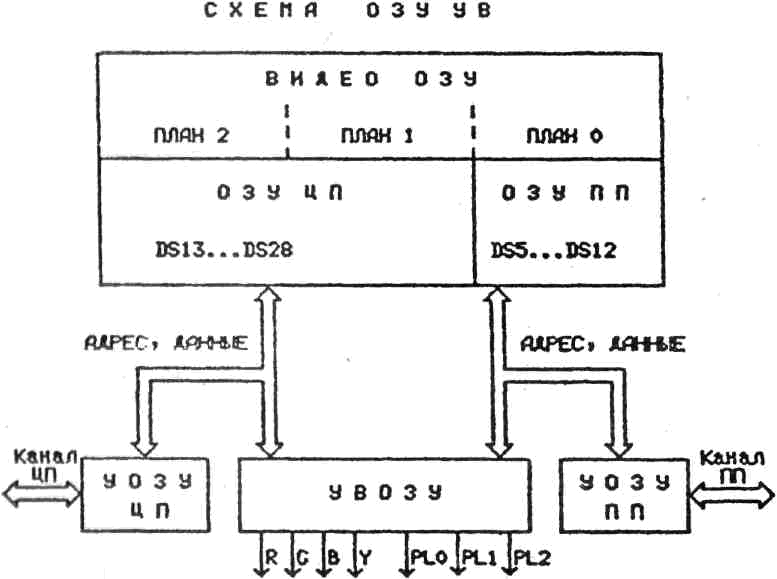 СХЕМА ОЗУ УВ
ВИДЕО ОЗУ
ПЛАН 2 ПЛАН 1 ПЛАН 0
ОЗУ ЦП ОЗУ ПП
DS13...DS28 DS5...DS12
АДРЕС, ДАННЫЕ АДРЕС, ДАННЫЕ
Канал ЦП
УОЗУ ЦП
УВОЗУ
УОЗУ ПП
Канал ПП
R G B Y PL0 PL1 PL2